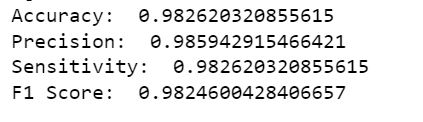 Accuracy:  0.982620320855615
Precision:  0.985942915466421
Sensitivity:  0.982620320855615
F1 Score:  0.9824600428406657